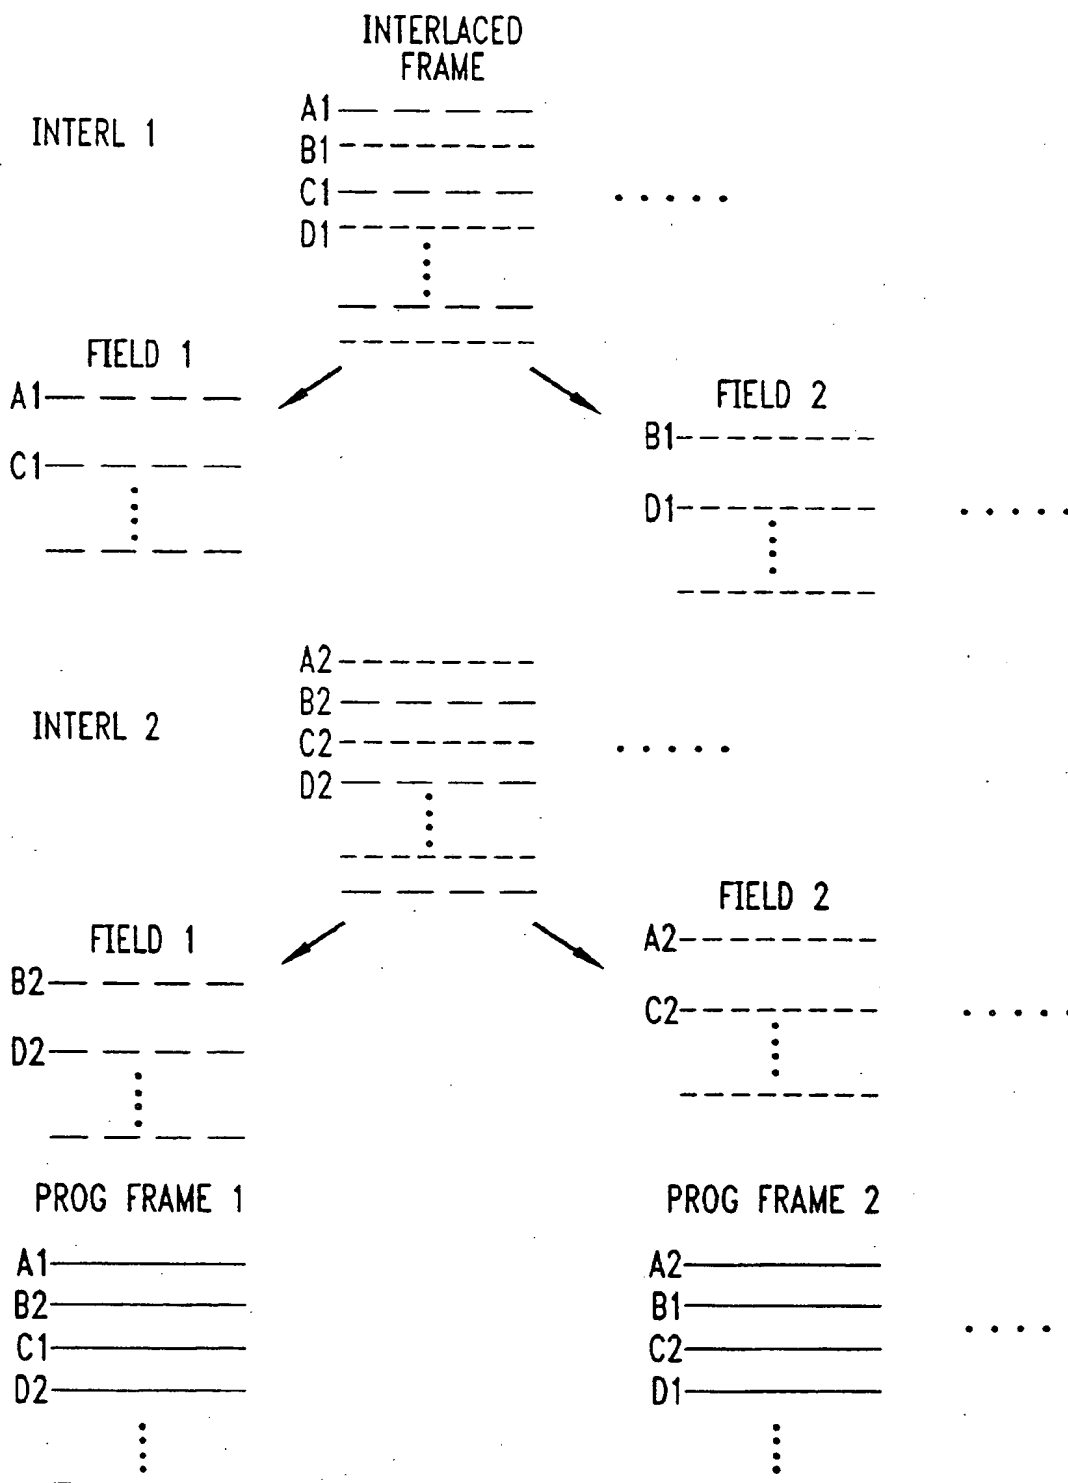 INTERLACED
FRAME
INTERL 1
A1
B1
C1
D1
FIELD 1
A1
C1
FIELD 2
B1
D1
INTERL 2
A2
B2
C2
D2
FIELD 1
B2
D2
FIELD 2
A2
C2
PROG FRAME 1
A1
B2
C1
D2
PROG FRAME 2
A2
B1
C2
D1